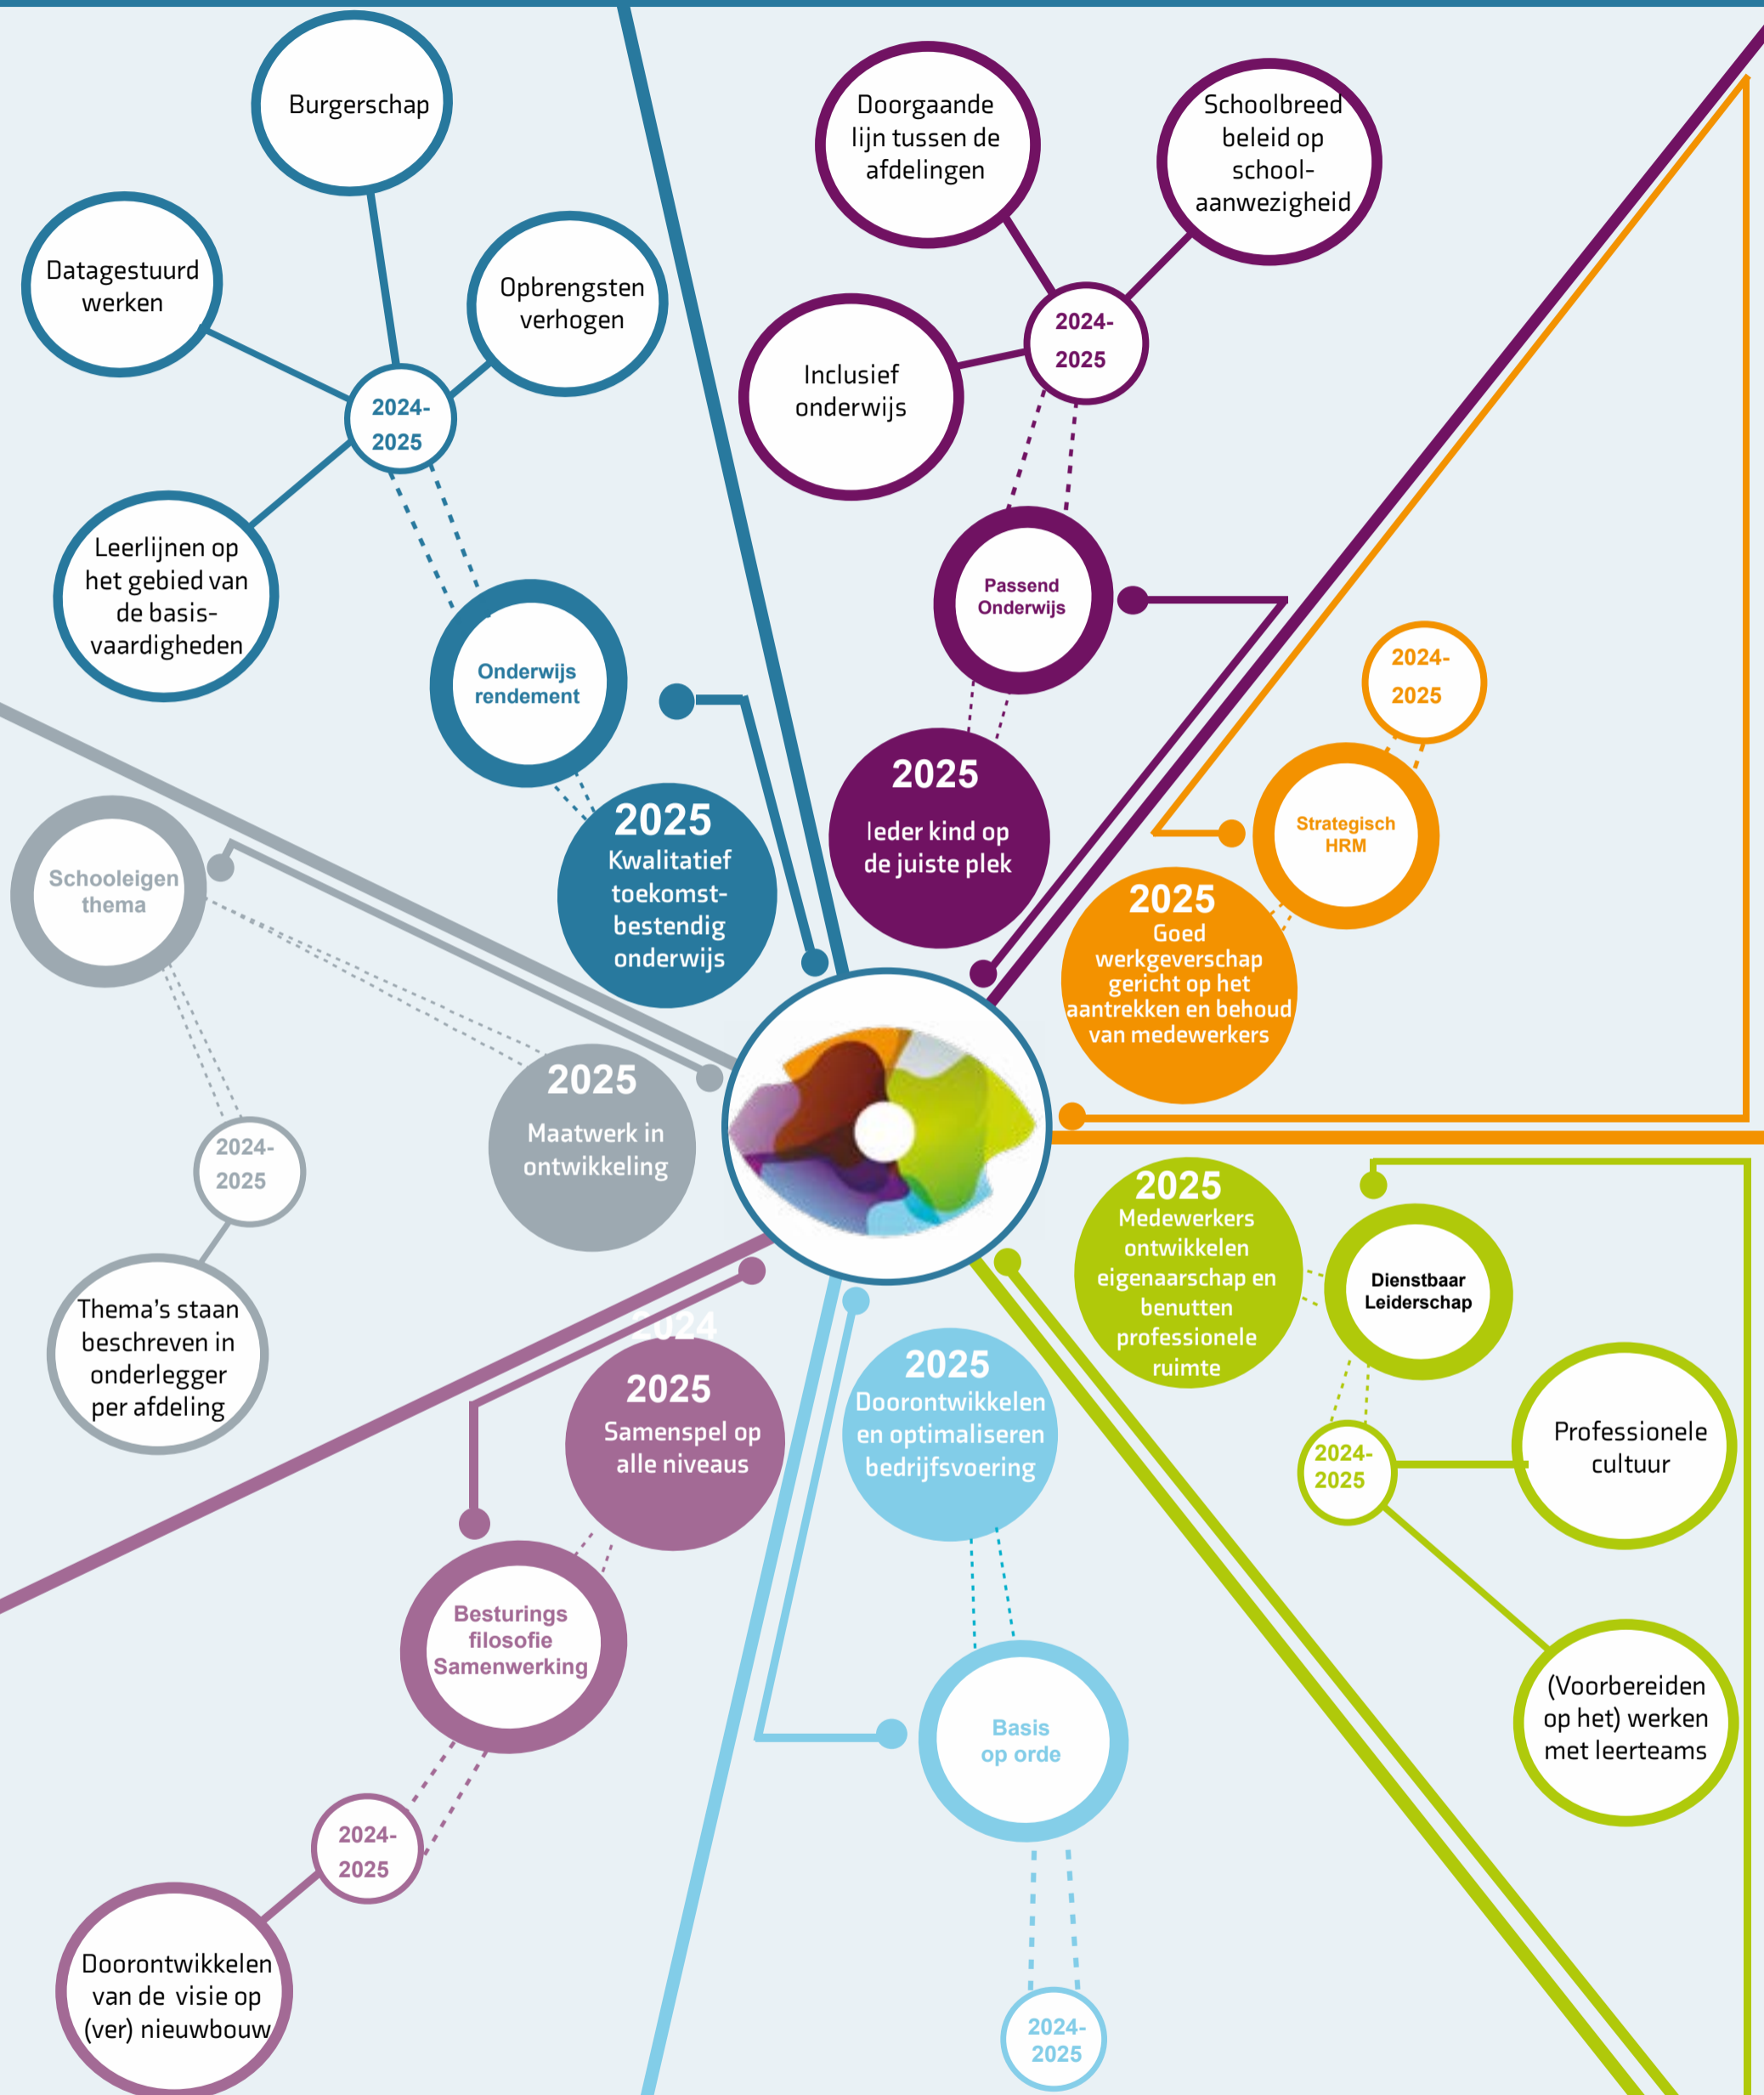 Burgerschap
Datagestuurd
werken
Opbrengsten
verhogen
2024-
2025
Leerlijnen op
het gebied van
de basis-
vaardigheden
Onderwijs
rendement
2025
Kwalitatief
toekomst-
bestendig
onderwijs
Doorgaande
lijn tussen de
afdelingen
Schoolbreed
beleid op
school-
aanwezigheid
Inclusief
onderwijs
2024-
2025
Passend
Onderwijs
2025
Ieder kind op
de juiste plek
2024-
2025
Strategisch
HRM
2025
Goed
werkgeverschap
gericht op het
aantrekken en behoud
van medewerkers
Schooleigen
thema
2025
Maatwerk in
ontwikkeling
2024-
2025
Thema's staan
beschreven in
onderlegger
per afdeling
2024
2025
Samenspel op
alle niveaus
Besturings
filosofie
Samenwerking
2024-
2025
Doorontwikkelen
van de visie op
(ver) nieuwbouw
2025
Doorontwikkelen
en optimaliseren
bedrijfsvoering
Basis
op orde
2024-
2025
2025
Medewerkers
ontwikkelen
eigenaarschap en
benutten
professionele
ruimte
Dienstbaar
Leiderschap
2024-
2025
Professionele
cultuur
(Voorbereiden
op het) werken
met leerteams